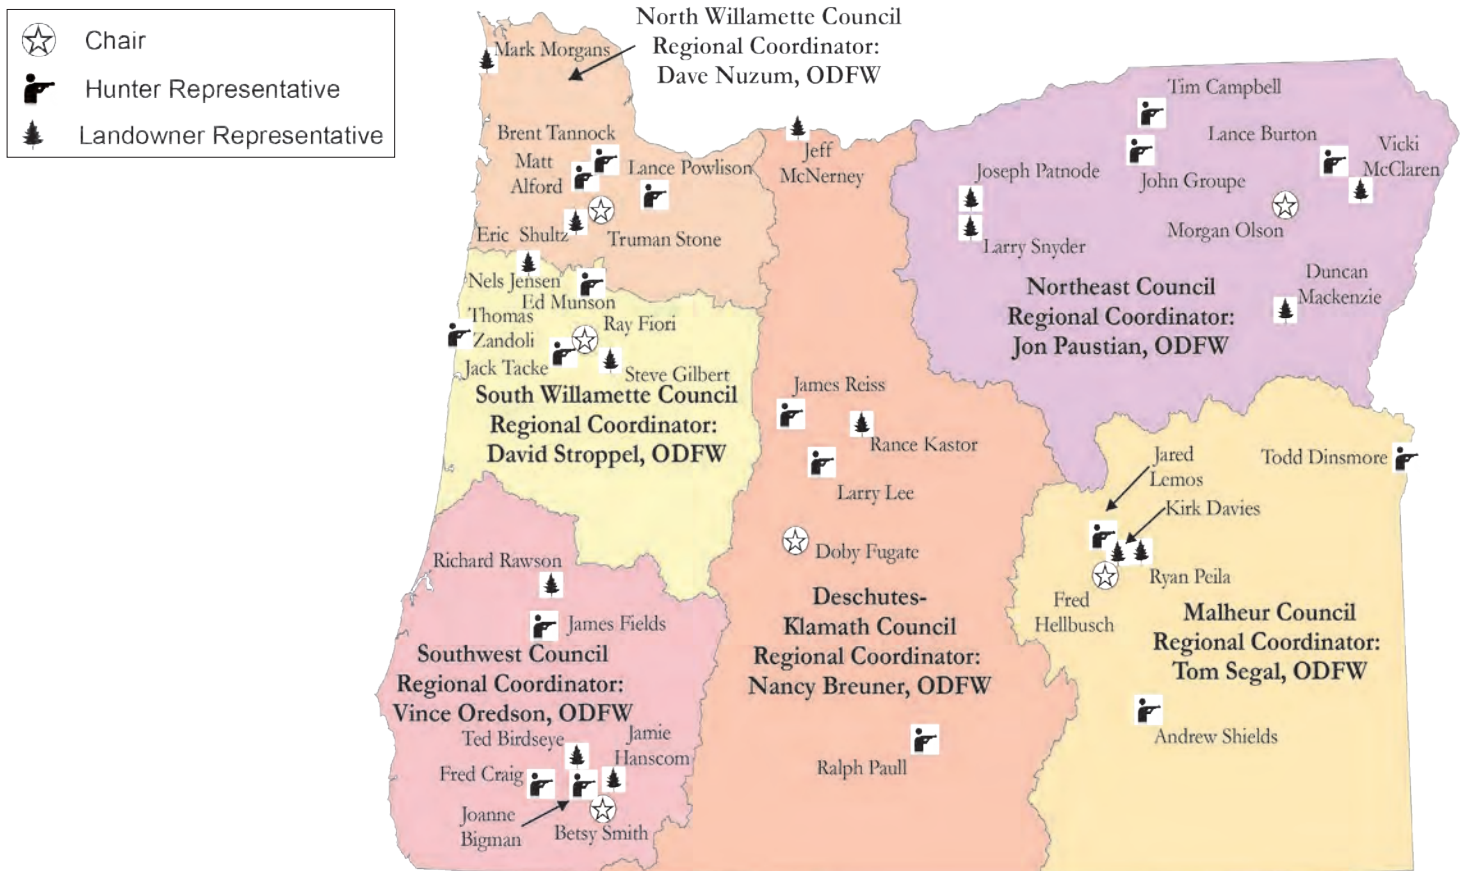 Chair
Hunter Representative
Landowner Representative
North Willamette Council
Regional Coordinator:
Dave Nuzum, ODFW
Mark Morgans
Brent Tannock
Matt
Alford
Lance Powlison
Eric Shultz
Truman Stone
Nels Jensen
Ed Munson
Thomas
Zandoli
Ray Fiori
Jack Tacke
Steve Gilbert
South Willamette Council
Regional Coordinator:
David Stroppel, ODFW
Richard Rawson
James Fields
Southwest Council
Regional Coordinator:
Vince Oredson, ODFW
Ted Birdseye
Jamie
Hanscom
Fred Craig
Joanne
Bigman
Betsy Smith
Jeff
McNerney
James Reiss
Rance Kastor
Larry Lee
Doby Fugate
Deschutes-
Klamath Council
Regional Coordinator:
Nancy Breuner, ODFW
Ralph Paull
Tim Campbell
Lance Burton
Vicki
McClaren
Joseph Patnode
John Groupe
Morgan Olson
Larry Snyder
Duncan
Mackenzie
Northeast Council
Regional Coordinator:
Jon Paustian, ODFW
Jared
Lemos
Todd Dinsmore
Kirk Davies
Ryan Peila
Fred
Hellbusch
Malheur Council
Regional Coordinator:
Tom Segal, ODFW
Andrew Shields